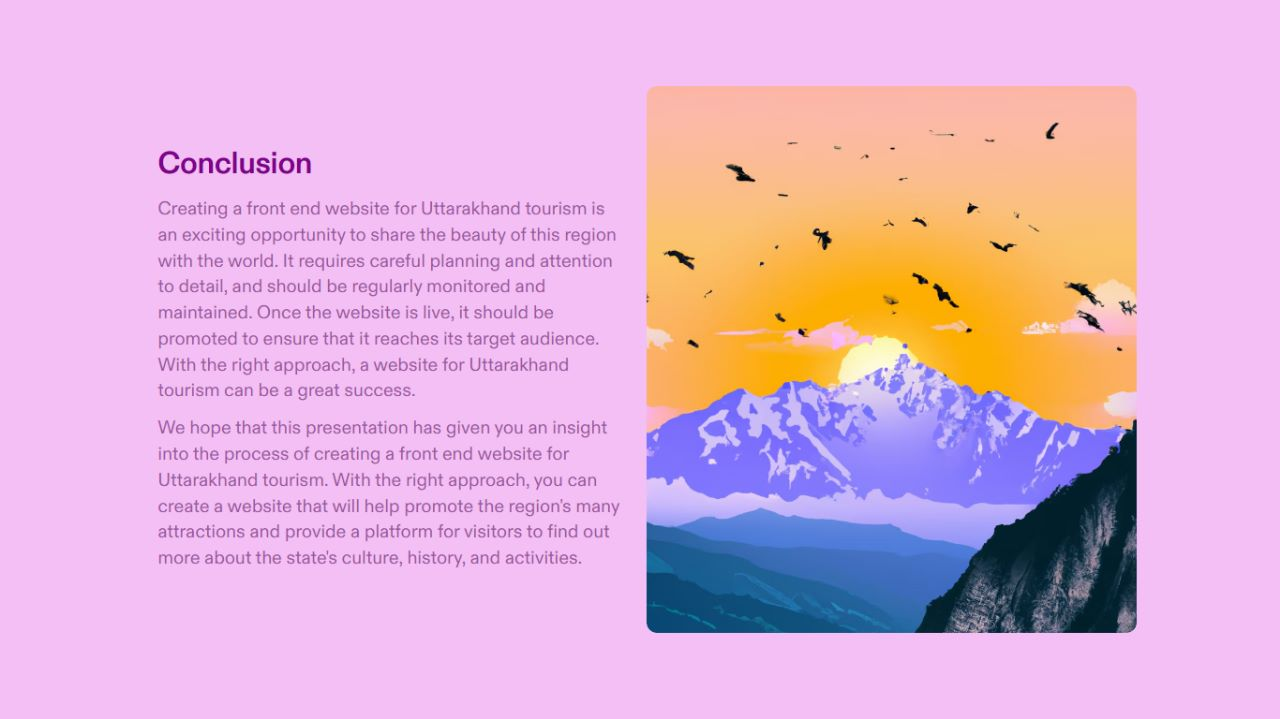 Conclusion
Creating a front end website for Uttarakhand tourism is
an exciting opportunity to share the beauty of this region
with the world. It requires careful planning and attention
to detail, and should be regularly monitored and
maintained. Once the website is live, it should be
promoted to ensure that it reaches its target audience.
With the right approach, a website for Uttarakhand
tourism can be a great success.
We hope that this presentation has given you an insight
into the process of creating a front end website for
Uttarakhand tourism. With the right approach, you can
create a website that will help promote the region's many
attractions and provide a platform for visitors to find out
more about the state's culture, history, and activities.